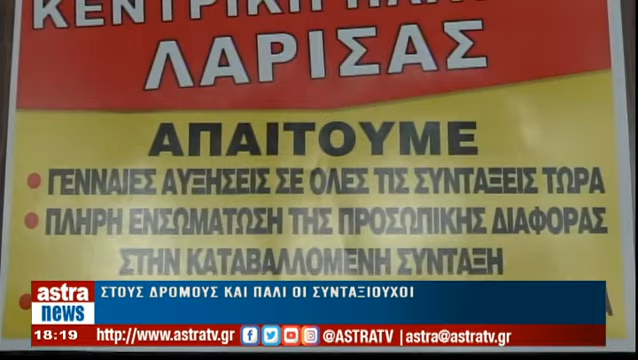 ΚΕΝΤΡΙΚΗ
ΛΑΡΙΣΑΣ
ΑΠΑΙΤΟΥΜΕ
• ΓΕΝΝΑΙΕΣ ΑΥΞΗΣΕΙΣ ΣΕ ΟΛΕΣ ΤΙΣ ΣΥΝΤΑΞΕΙΣ ΤΩΡΑ
• ΠΛΗΡΗ ΕΝΣΩΜΑΤΩΣΗ ΤΗΣ ΠΡΟΣΩΠΙΚΗΣ ΔΙΑΦΟΡΑΣ
ΣΤΗΝ ΚΑΤΑΒΑΛΛΟΜΕΝΗ ΣΥΝΤΑΞΗ
astra
news
ΣΤΟΥΣ ΔΡΟΜΟΥΣ ΚΑΙ ΠΑΛΙ ΟΙ ΣΥΝΤΑΞΙΟΥΧΟΙ
18:19 http://www.astratv.gr @ASTRATV | astra@astratv.gr